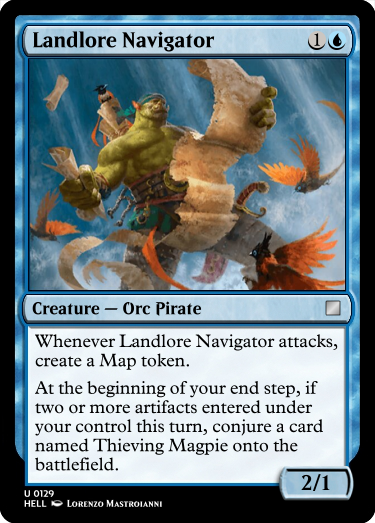 Landlore Navigator 1
Creature — Orc Pirate
Whenever Landlore Navigator attacks,
create a Map token.
At the beginning of your end step, if
two or more artifacts entered under
your control this turn, conjure a card
named Thieving Magpie onto the
battlefield.
2/1
U 0129
HELL Lorenzo Mastroianni